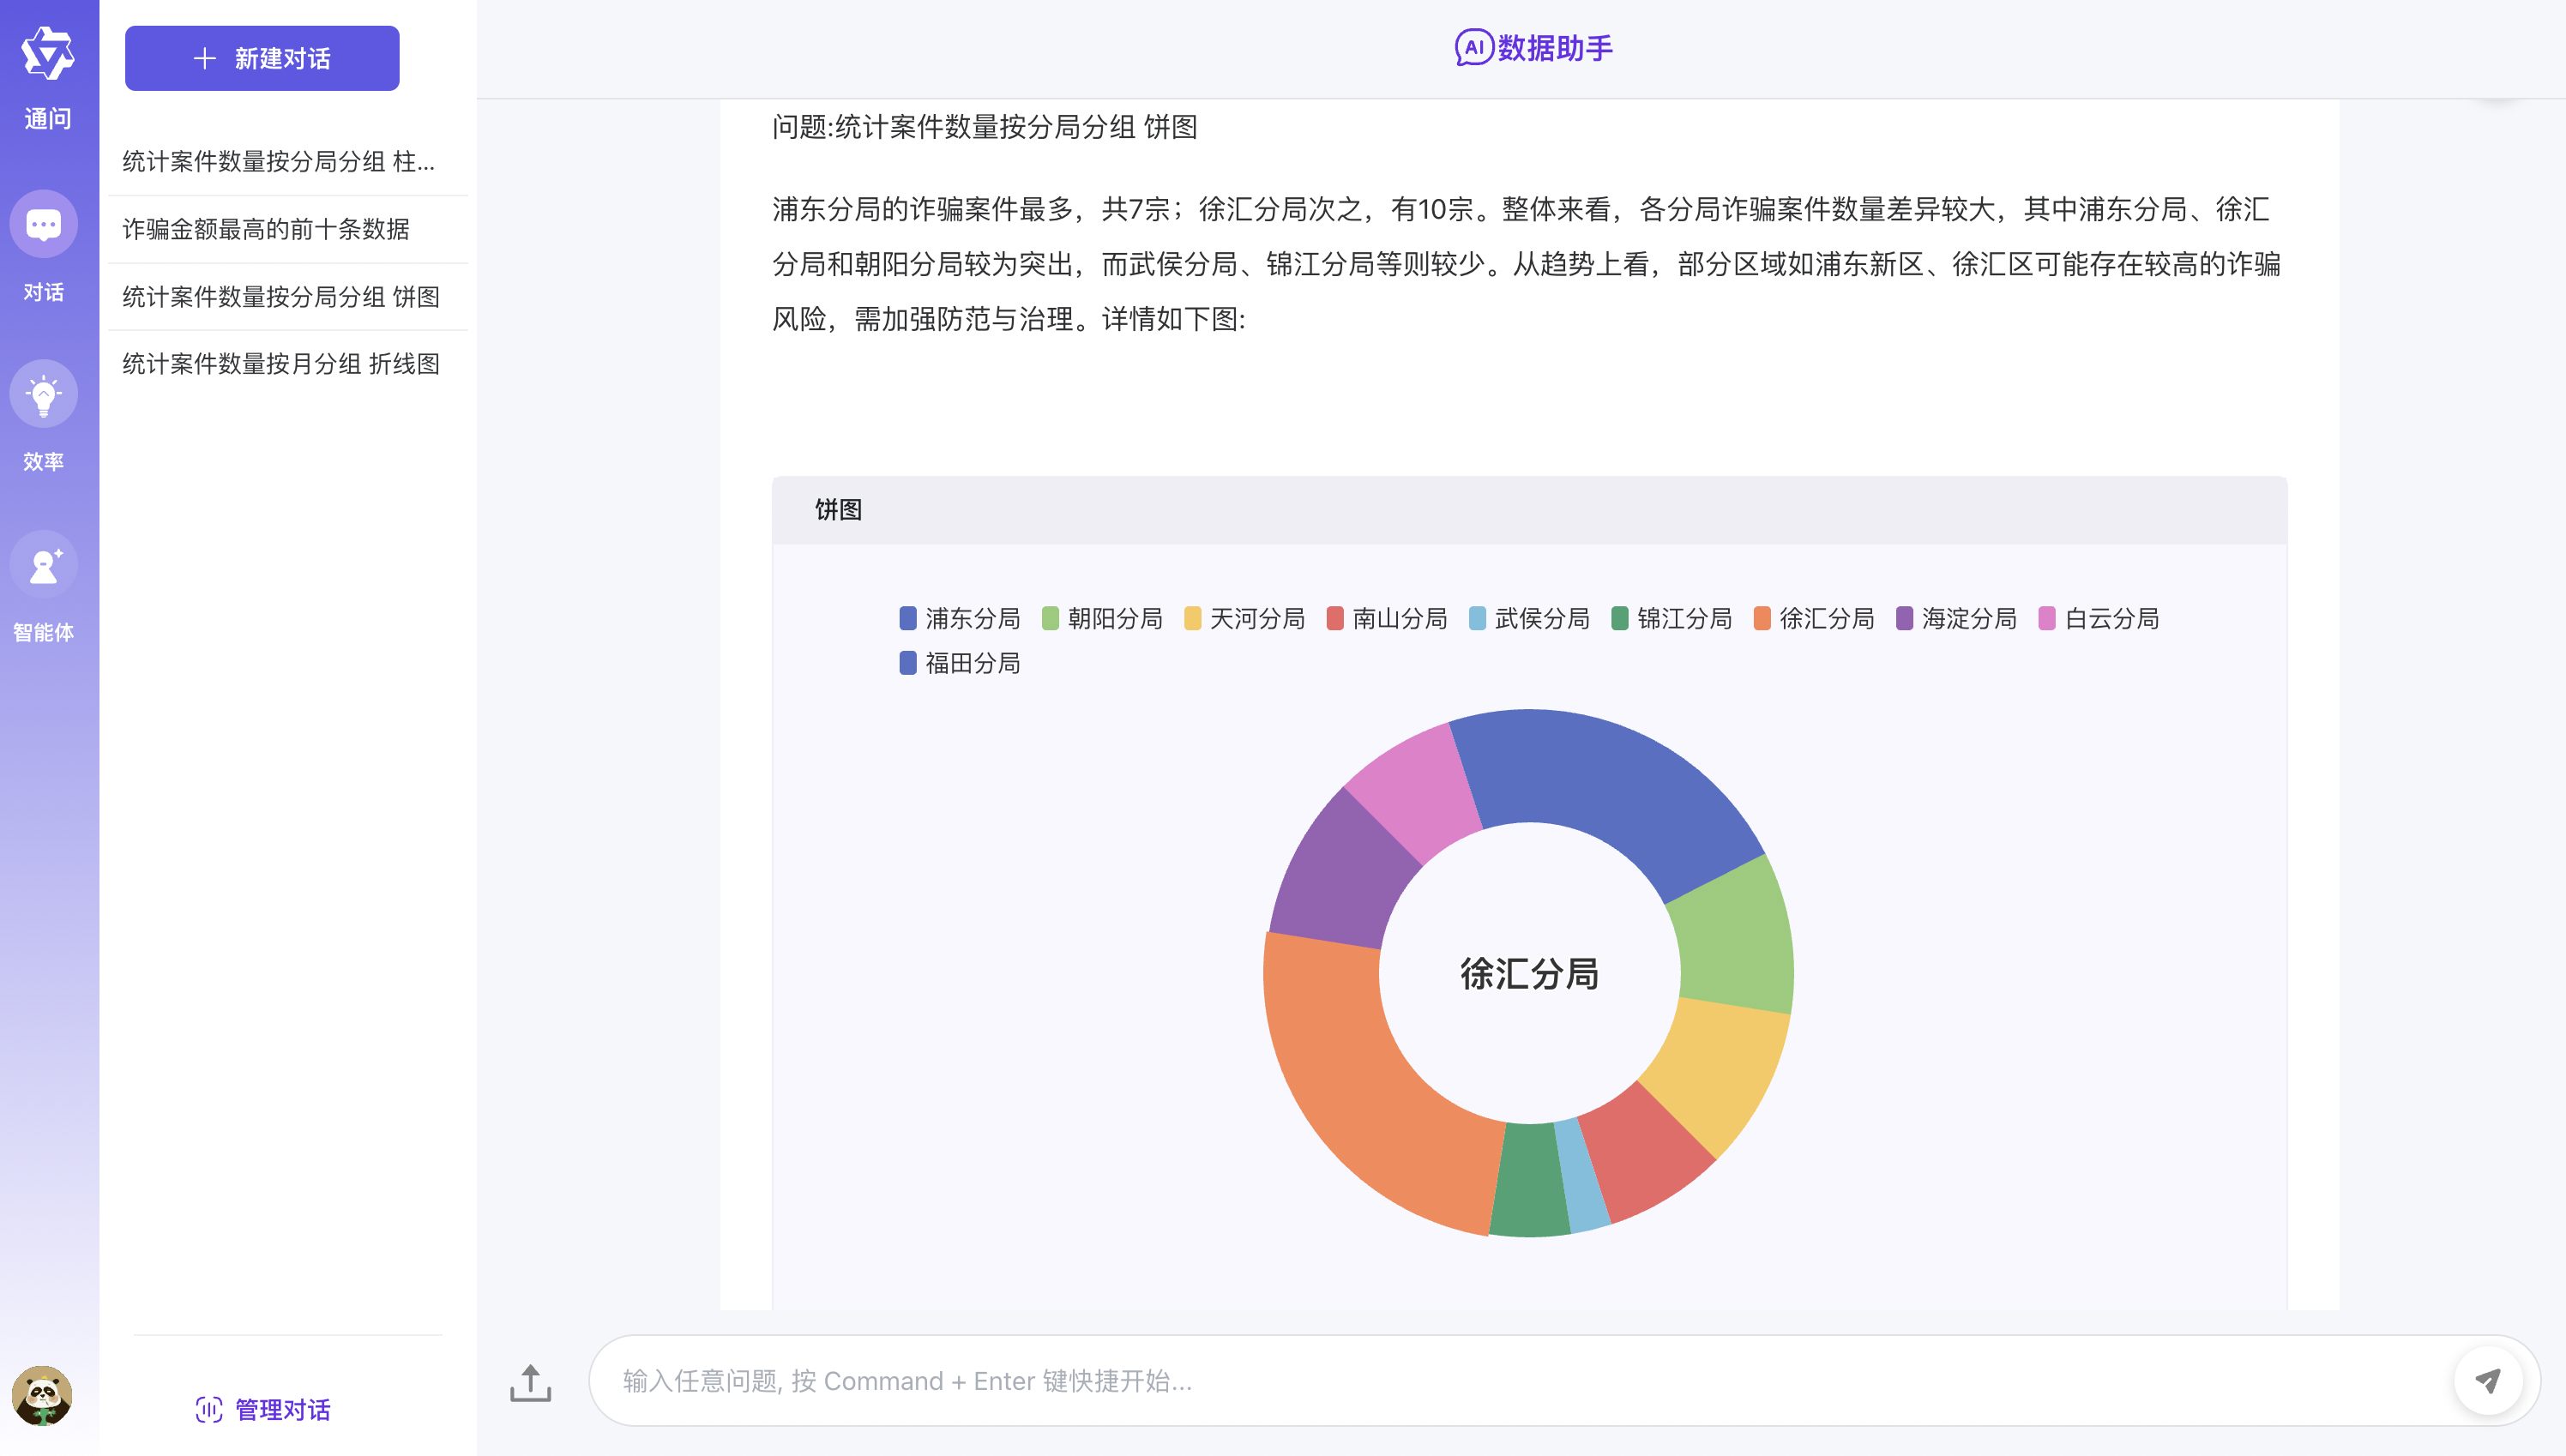 通问
对话
效率
智能体
新建对话
统计案件数量按分局分组 柱...
诈骗金额最高的前十条数据
统计案件数量按分局分组 饼图
统计案件数量按月分组 折线图
管理对话
AI数据助手
问题:统计案件数量按分局分组 饼图
浦东分局的诈骗案件最多，共7宗；徐汇分局次之，有10宗。整体来看，各分局诈骗案件数量差异较大，其中浦东分局、徐汇
分局和朝阳分局较为突出，而武侯分局、锦江分局等则较少。从趋势上看，部分区域如浦东新区、徐汇区可能存在较高的诈骗
风险，需加强防范与治理。详情如下图:
饼图
浦东分局 朝阳分局 天河分局 南山分局 武侯分局 锦江分局 徐汇分局 海淀分局 白云分局
福田分局
徐汇分局
输入任意问题, 按 Command + Enter 键快捷开始...